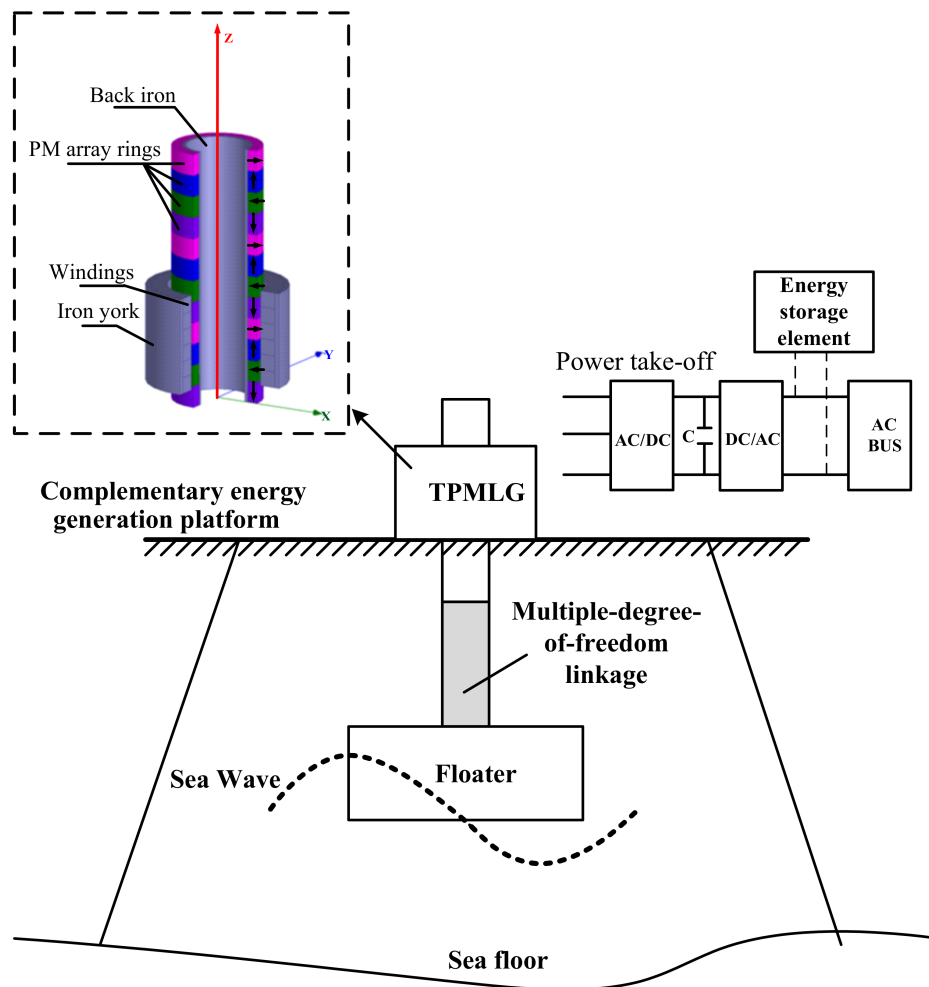 Z
Back iron
PM array rings
Windings
Iron york
Y
X
Energy
storage
element
Power take-off
AC/DC
C
DC/AC
AC
BUS
TPMLG
Complementary energy
generation platform
Multiple-degree-
of-freedom
linkage
Sea Wave
Floater
Sea floor